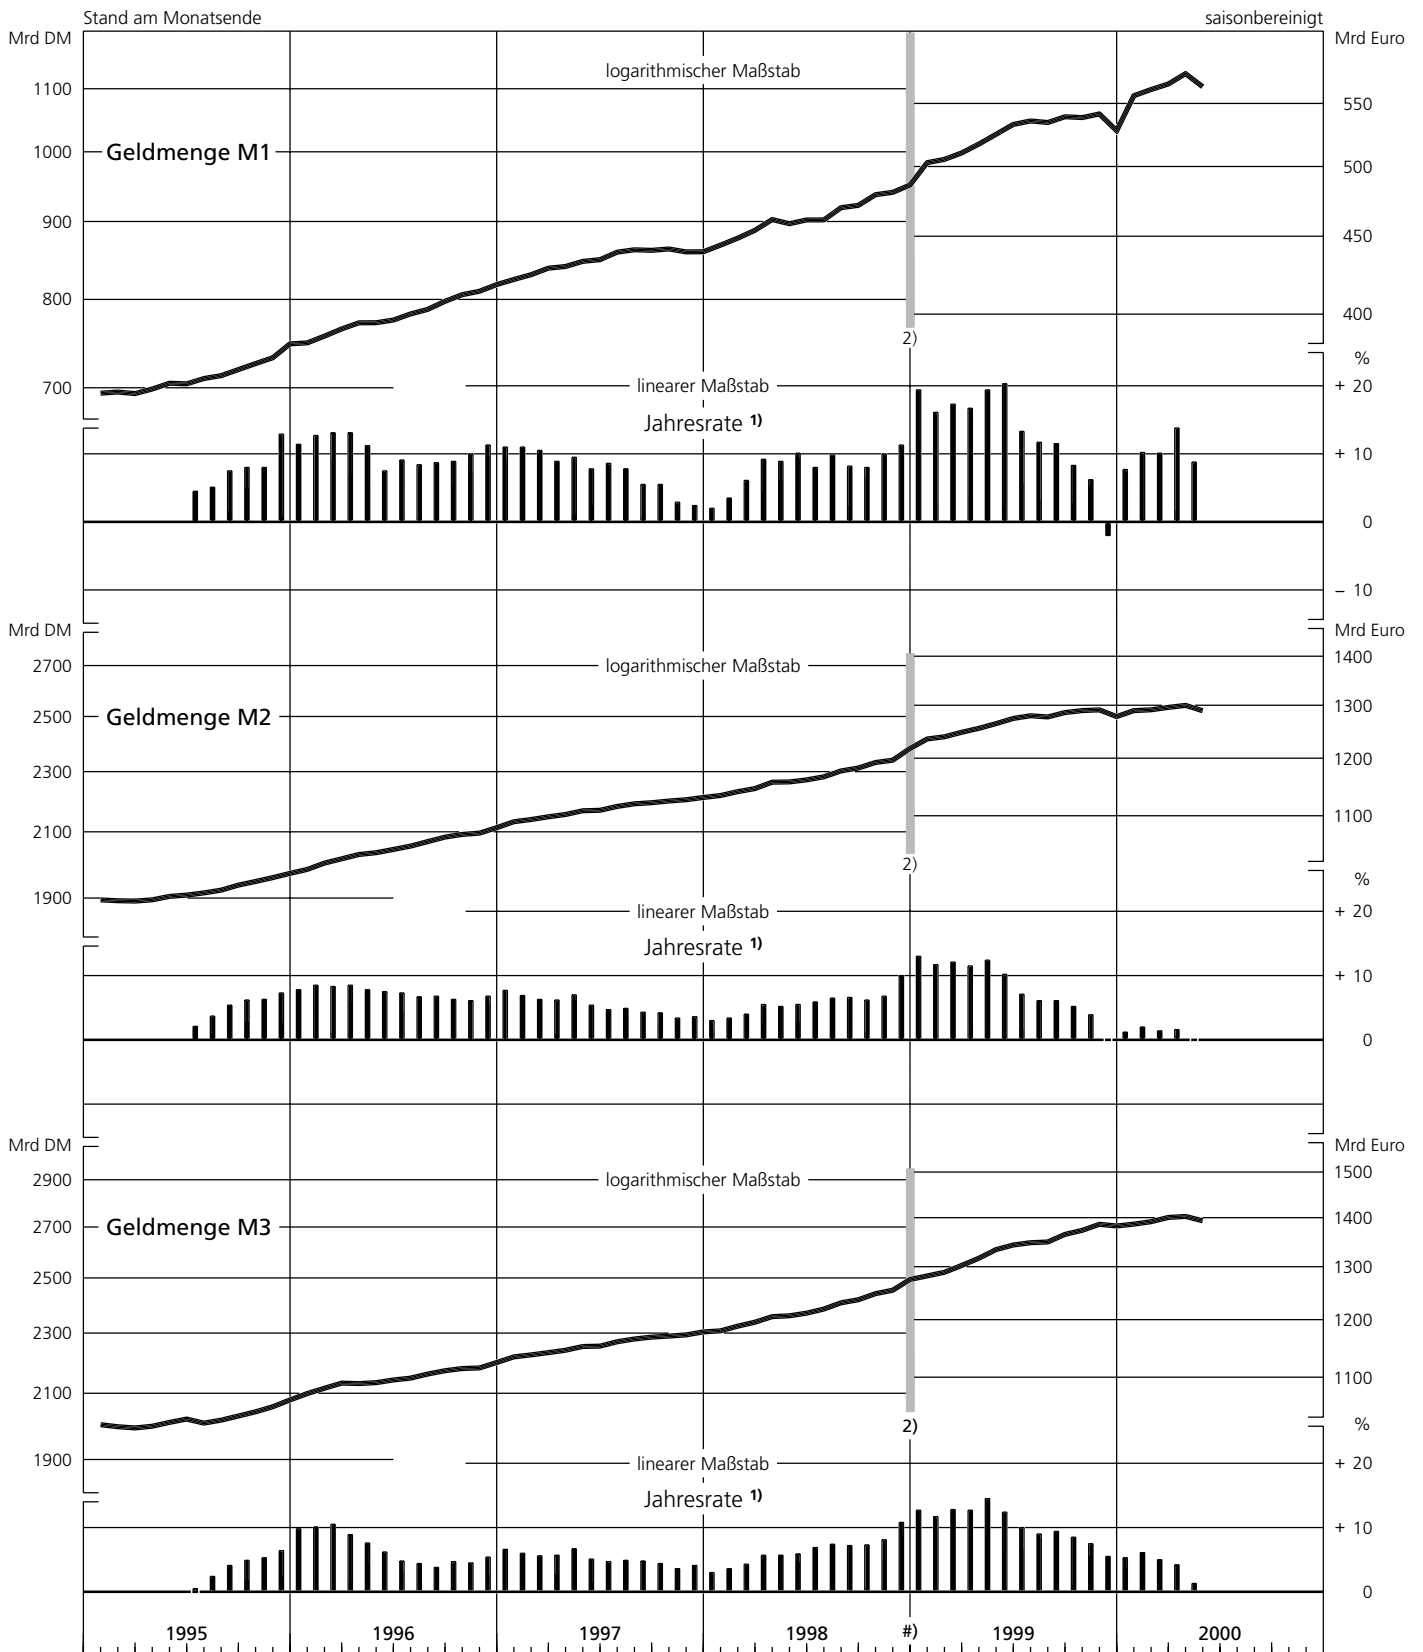 Stand am Monatsende saisonbereinigt
Mrd DM Mrd Euro
logarithmischer Maßstab
1100
550
Geldmenge M1
1000
500
900
450
800
400
2)
%
700
linearer Maßstab
+ 20
Jahresrate 1)
+ 10
0
– 10
Mrd DM Mrd Euro
2700 logarithmischer Maßstab 1400
1300
2500 Geldmenge M2
1200
2300
1100
2100
2)
%
1900
linearer Maßstab + 20
Jahresrate 1)
+ 10
0
Mrd DM Mrd Euro
2900 logarithmischer Maßstab 1500
1400
2700 Geldmenge M3
1300
2500
1200
2300
1100
2100
2)
%
1900 linearer Maßstab + 20
Jahresrate 1)
+ 10
0
1995 1996 1997 1998 #) 1999 2000